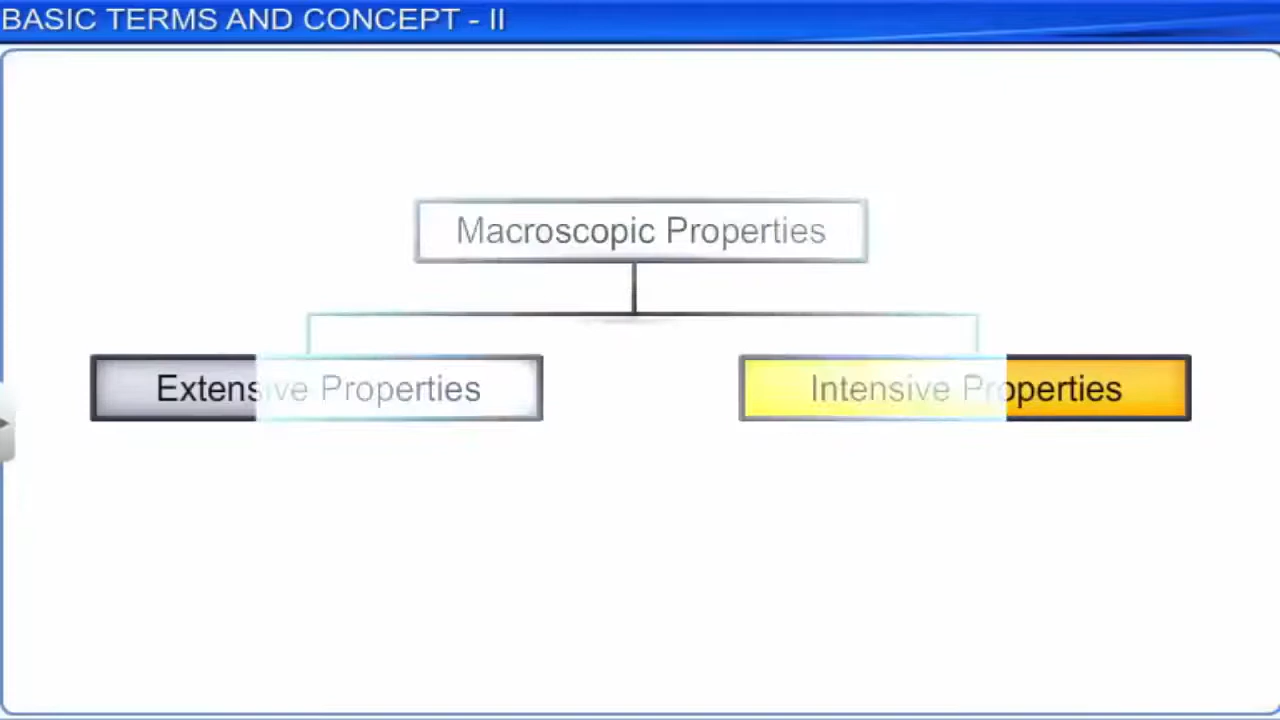 BASIC TERMS AND CONCEPT - II
Macroscopic Properties
Extensive Properties
Intensive Properties